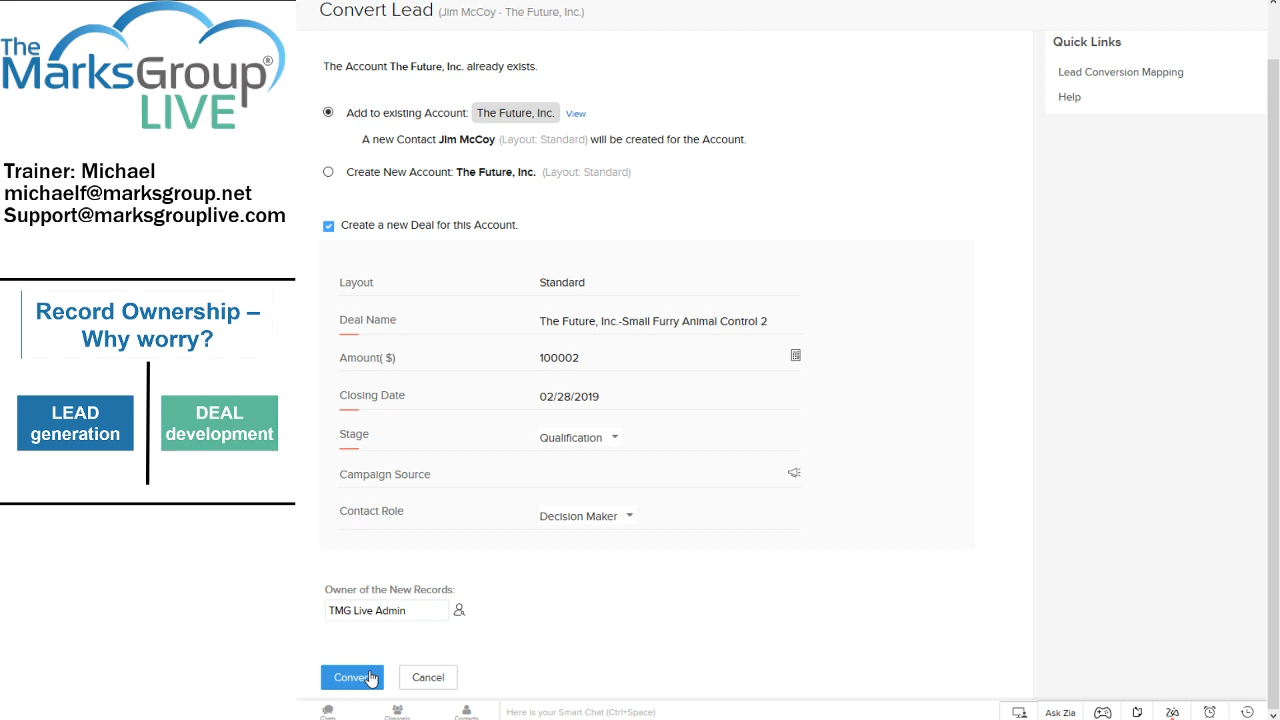 The
MarksGroup®
LIVE
Trainer: Michael
michaelf@marksgroup.net
Support@marksgrouplive.com
Record Ownership –
Why worry?
LEAD
generation
DEAL
development
Convert Lead (Jim McCoy - The Future, Inc.)
The Account The Future, Inc. already exists.
Add to existing Account: The Future, Inc. View
A new Contact Jim McCoy (Layout: Standard) will be created for the Account.
Create New Account: The Future, Inc. (Layout: Standard)
Create a new Deal for this Account.
Layout Standard
Deal Name The Future, Inc.-Small Furry Animal Control 2
Amount( $) 100002
Closing Date 02/28/2019
Stage Qualification
Campaign Source
Contact Role Decision Maker
Owner of the New Records:
TMG Live Admin
Convert Cancel
Quick Links
Lead Conversion Mapping
Help
Chats Channels Contacts Here is your Smart Chat (Ctrl+Space) Ask Zia